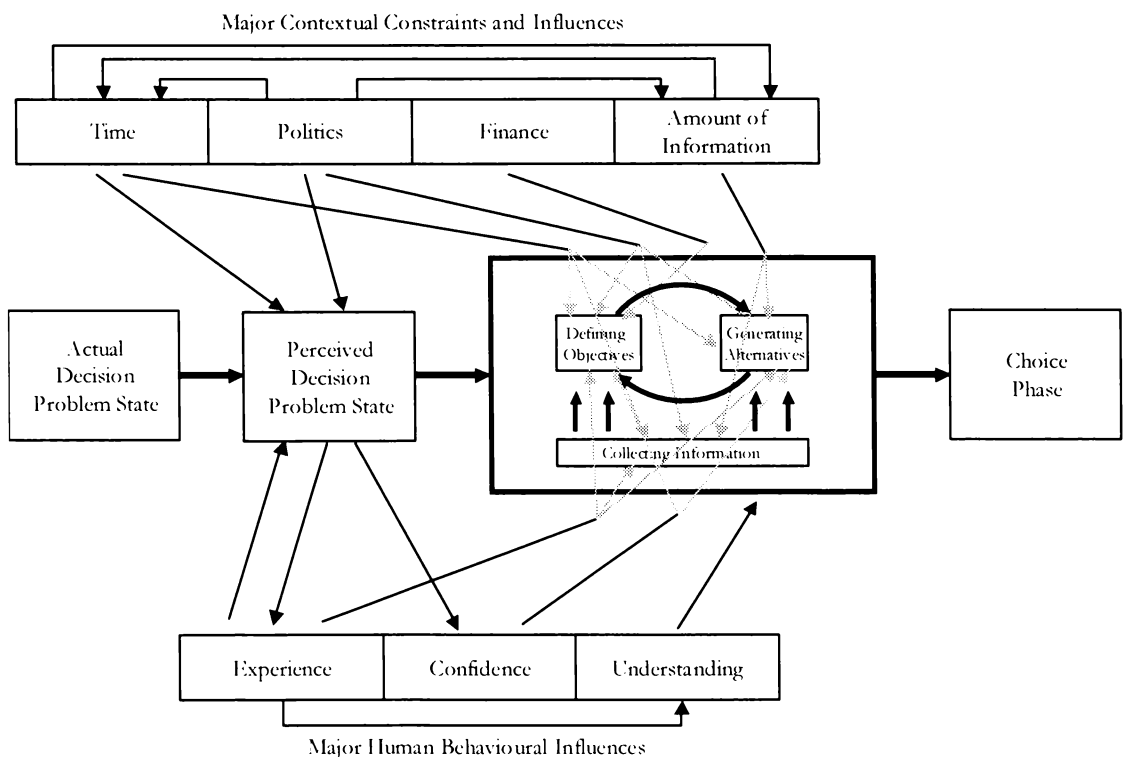 Major Contextual Constraints and Influences
Time
Politics
Finance
Amount of
Information
Actual
Decision
Problem State
Perceived
Decision
Problem State
Defining
Objectives
Generating
Alternatives
Collecting Information
Choice
Phase
Experience
Confidence
Understanding
Major Human Behavioural Influences